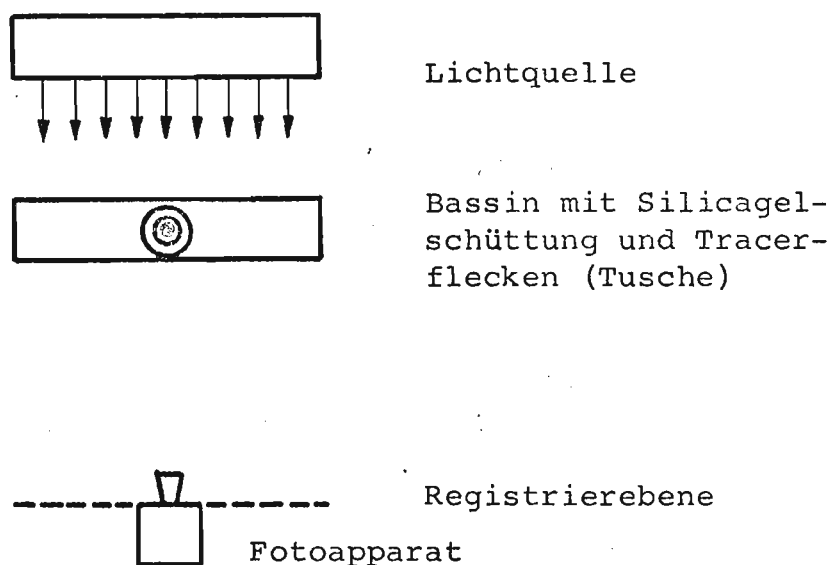 Lichtquelle
Bassin mit Silicagel-
schüttung und Tracer-
flecken (Tusche)
Registrierebene
Fotoapparat